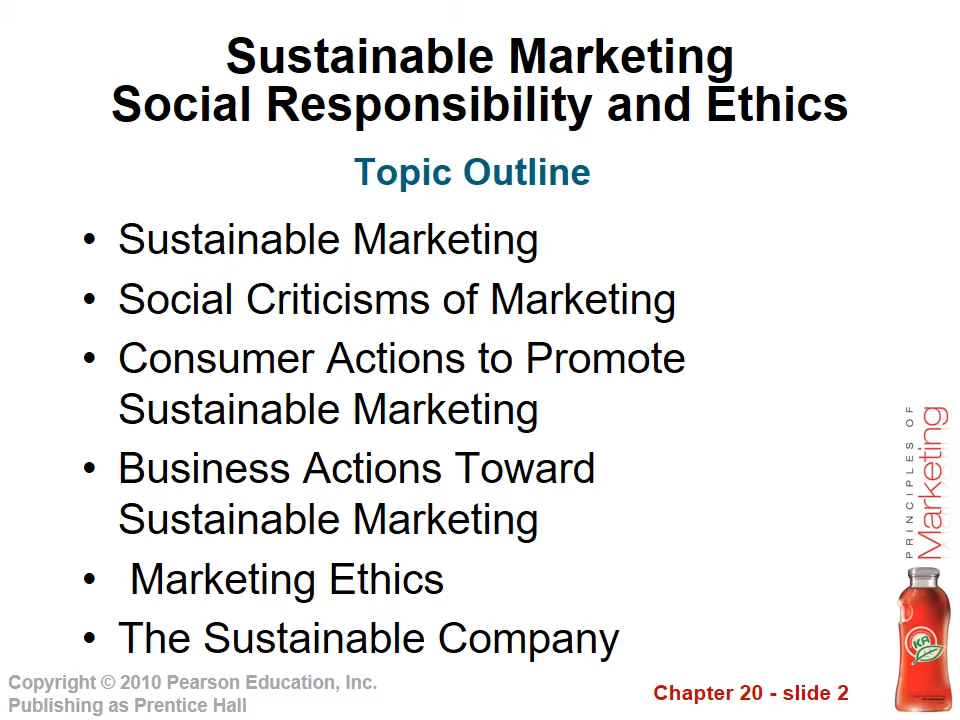 Sustainable Marketing
Social Responsibility and Ethics
Topic Outline
• Sustainable Marketing
• Social Criticisms of Marketing
• Consumer Actions to Promote
Sustainable Marketing
• Business Actions Toward
Sustainable Marketing
• Marketing Ethics
• The Sustainable Company
PRINCIPLES OF
Marketing
KA
Copyright © 2010 Pearson Education, Inc.
Publishing as Prentice Hall
Chapter 20 - slide 2